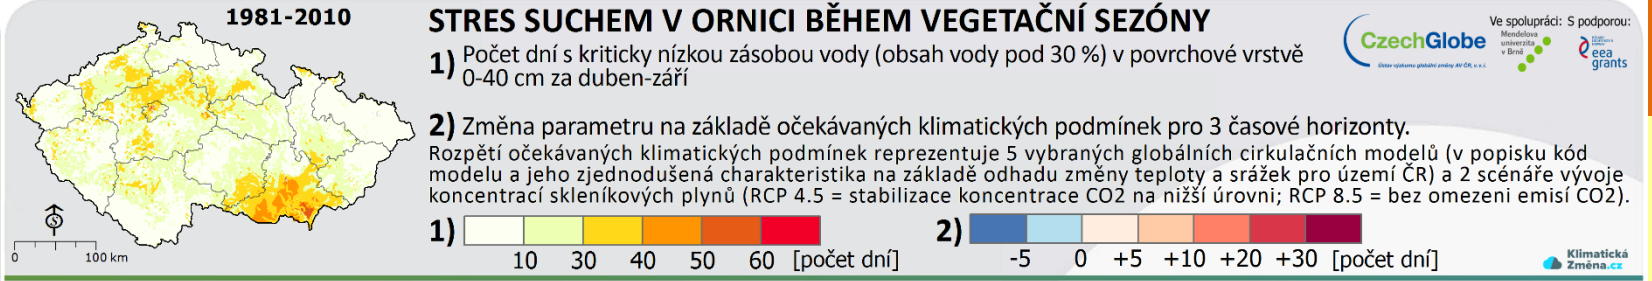 1981-2010
STRES SUCHEM V ORNICI BĚHEM VEGETAČNÍ SEZÓNY
1) Počet dní s kriticky nízkou zásobou vody (obsah vody pod 30 %) v povrchové vrstvě
0-40 cm za duben-září
2) Změna parametru na základě očekávaných klimatických podmínek pro 3 časové horizonty.
Rozpětí očekávaných klimatických podmínek reprezentuje 5 vybraných globálních cirkulačních modelů (v popisku kód
modelu a jeho zjednodušená charakteristika na základě odhadu změny teploty a srážek pro území ČR) a 2 scénáře vývoje
koncentrací skleníkových plynů (RCP 4.5 = stabilizace koncentrace CO2 na nižší úrovni; RCP 8.5 = bez omezeni emisí CO2).
1)
10 30 40 50 60 [počet dní]
2)
-5 0 +5 +10 +20 +30 [počet dní]
S
0 100 km
CzechGlobe
Ústav výzkumu globální změny AV ČR, v.v.i.
Ve spolupráci: S podporou:
Mendelova
univerzita
v Brně
eea
grants
Klimatická
Změna.cz